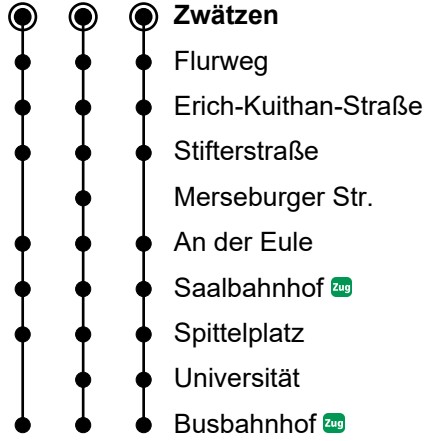 Zwätzen
Flurweg
Erich-Kuithan-Straße
Stifterstraße
Merseburger Str.
An der Eule
Saalbahnhof Zug
Spittelplatz
Universität
Busbahnhof Zug